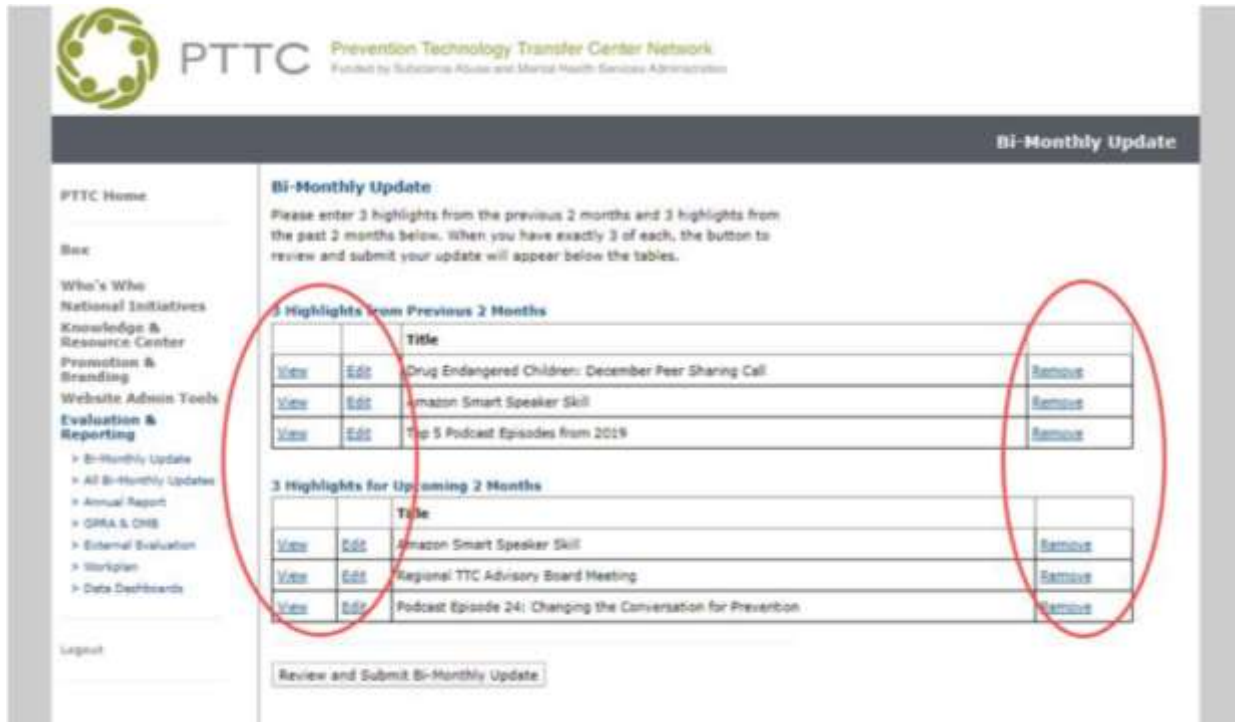 PTTC
Prevention Technology Transfer Center Network
Funded by Substance Abuse and Mental Health Services Administration
Bi-Monthly Update
PTTC Home
Box
Who's Who
National Initiatives
Knowledge &
Resource Center
Promotion &
Branding
Website Admin Tools
Evaluation &
Reporting
> Bi-Monthly Update
> All Bi-Monthly Updates
> Annual Report
> GPRA & OMB
> External Evaluation
> Workplan
> Data Dashboards
Logout
Bi-Monthly Update
Please enter 3 highlights from the previous 2 months and 3 highlights from
the past 2 months below. When you have exactly 3 of each, the button to
review and submit your update will appear below the tables.
3 Highlights from Previous 2 Months
Title
View Edit Drug Endangered Children: December Peer Sharing Call Remove
View Edit Amazon Smart Speaker Skill Remove
View Edit Top 5 Podcast Episodes from 2019 Remove
3 Highlights for Upcoming 2 Months
Title
View Edit Amazon Smart Speaker Skill Remove
View Edit Regional TTC Advisory Board Meeting Remove
View Edit Podcast Episode 24: Changing the Conversation for Prevention Remove
Review and Submit Bi-Monthly Update